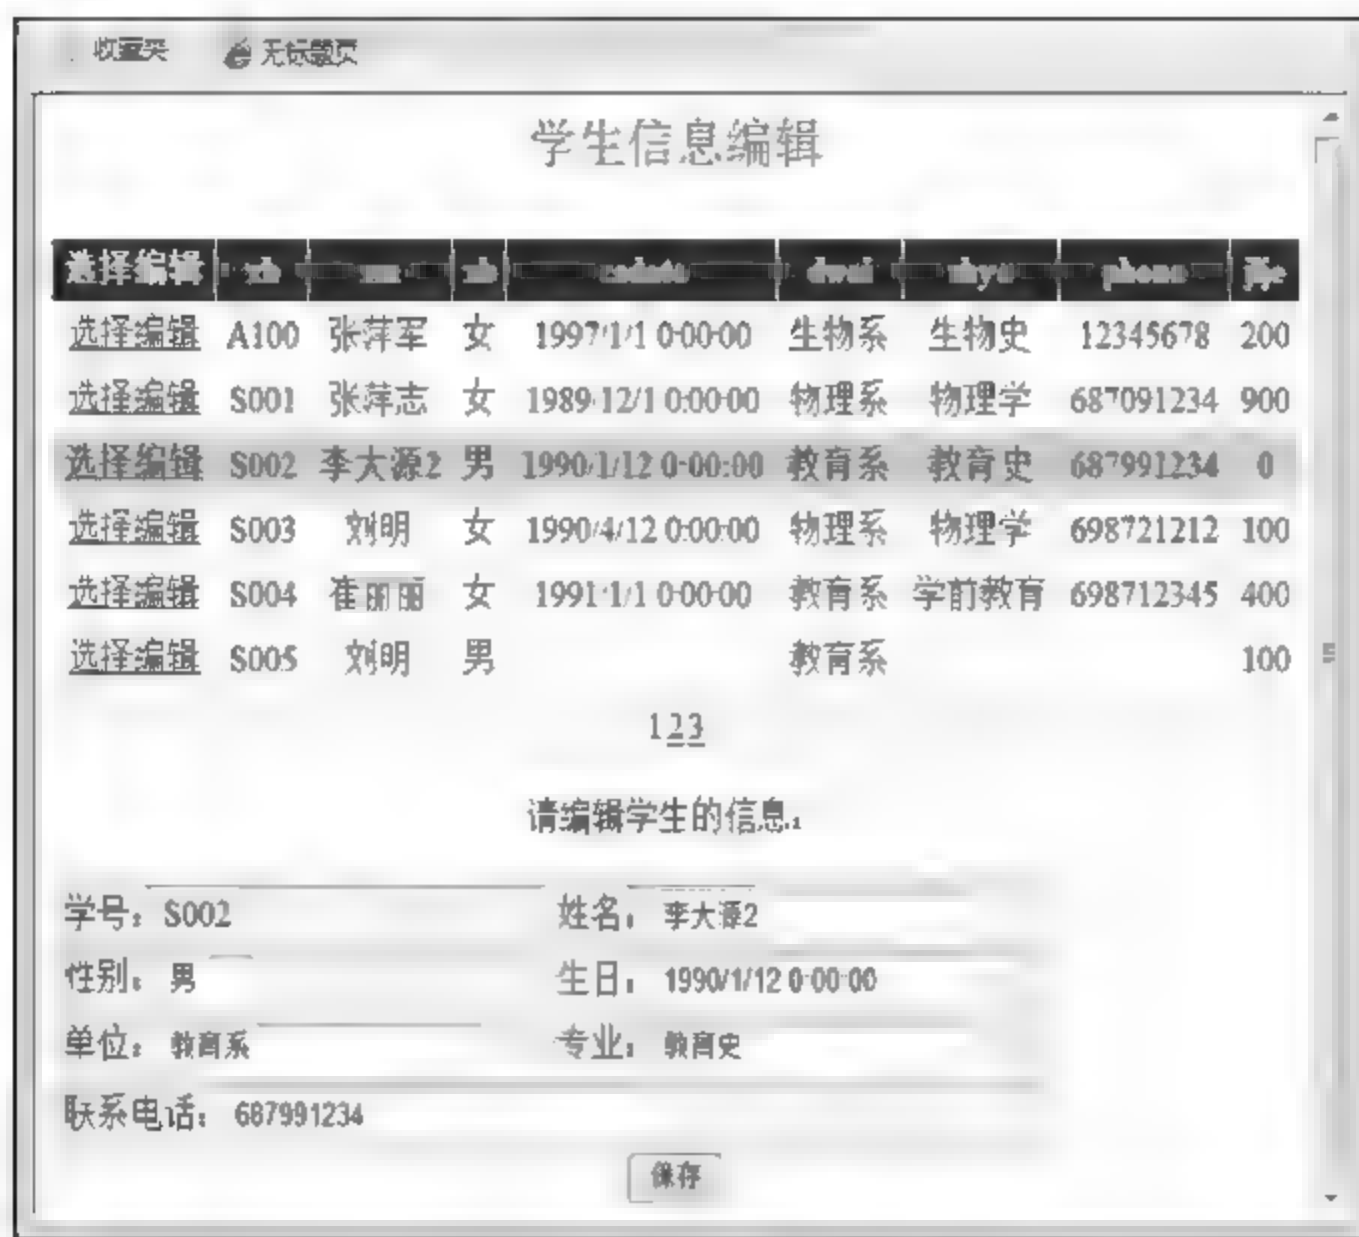 收藏夹 无标题页
学生信息编辑
选择编辑 xh xm xb csdate dwei zhye phone jje
选择编辑 A100 张萍军 女 1997/1/1 0:00:00 生物系 生物史 12345678 200
选择编辑 S001 张萍志 女 1989/12/1 0:00:00 物理系 物理学 687091234 900
选择编辑 S002 李大源2 男 1990/1/12 0:00:00 教育系 教育史 687991234 0
选择编辑 S003 刘明 女 1990/4/12 0:00:00 物理系 物理学 698721212 100
选择编辑 S004 崔丽丽 女 1991/1/1 0:00:00 教育系 学前教育 698712345 400
选择编辑 S005 刘明 男 教育系 100
123
请编辑学生的信息:
学号: S002 姓名: 李大源2
性别: 男 生日: 1990/1/12 0:00:00
单位: 教育系 专业: 教育史
联系电话: 687991234
保存